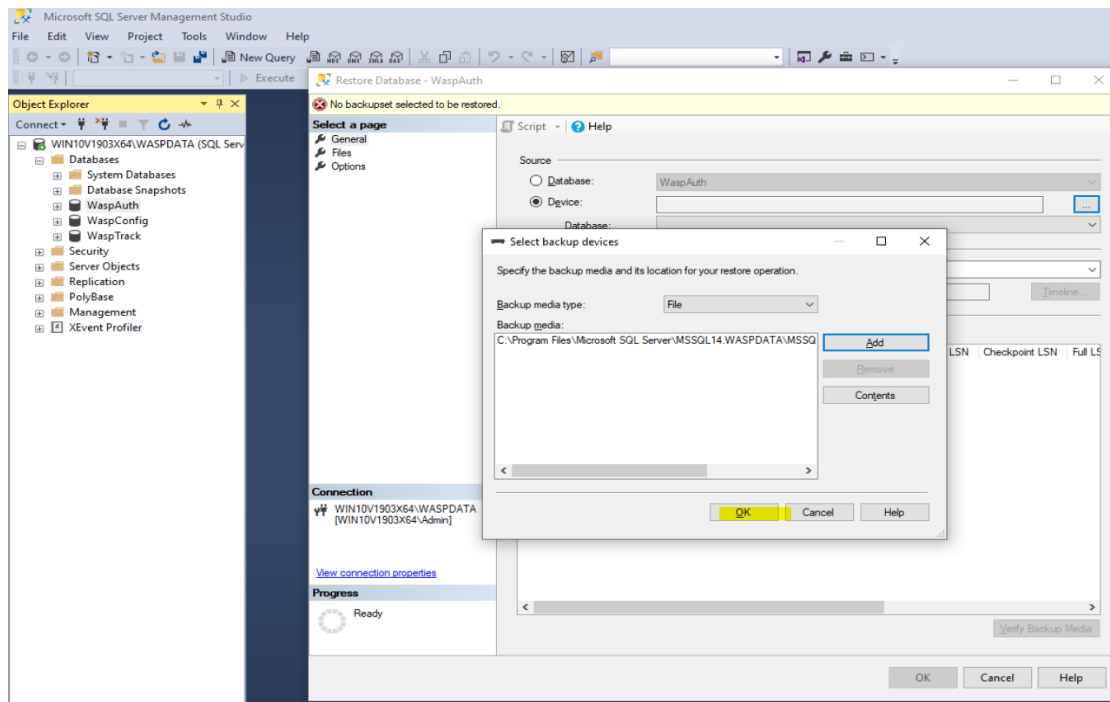 Microsoft SQL Server Management Studio
File Edit View Project Tools Window Help
New Query
MDX DMX XMLA DAX
Execute
Restore Database - WaspAuth
Object Explorer
No backupset selected to be restored.
Connect
Select a page
General
Files
Options
Script
Help
WIN10V1903X64\WASPDATA (SQL Serv
Databases
System Databases
Database Snapshots
WaspAuth
WaspConfig
WaspTrack
Security
Server Objects
Replication
PolyBase
Management
XEvent Profiler
Source
Database:
WaspAuth
Device:
...
Database:
Select backup devices
Specify the backup media and its location for your restore operation.
Backup media type:
File
Backup media:
C:\Program Files\Microsoft SQL Server\MSSQL14.WASPDATA\MSSQ
Add
Remove
Contents
OK
Cancel
Help
Timeline...
LSN Checkpoint LSN Full LS
Connection
WIN10V1903X64\WASPDATA
[WIN10V1903X64\Admin]
View connection properties
Progress
Ready
Verify Backup Media
OK
Cancel
Help